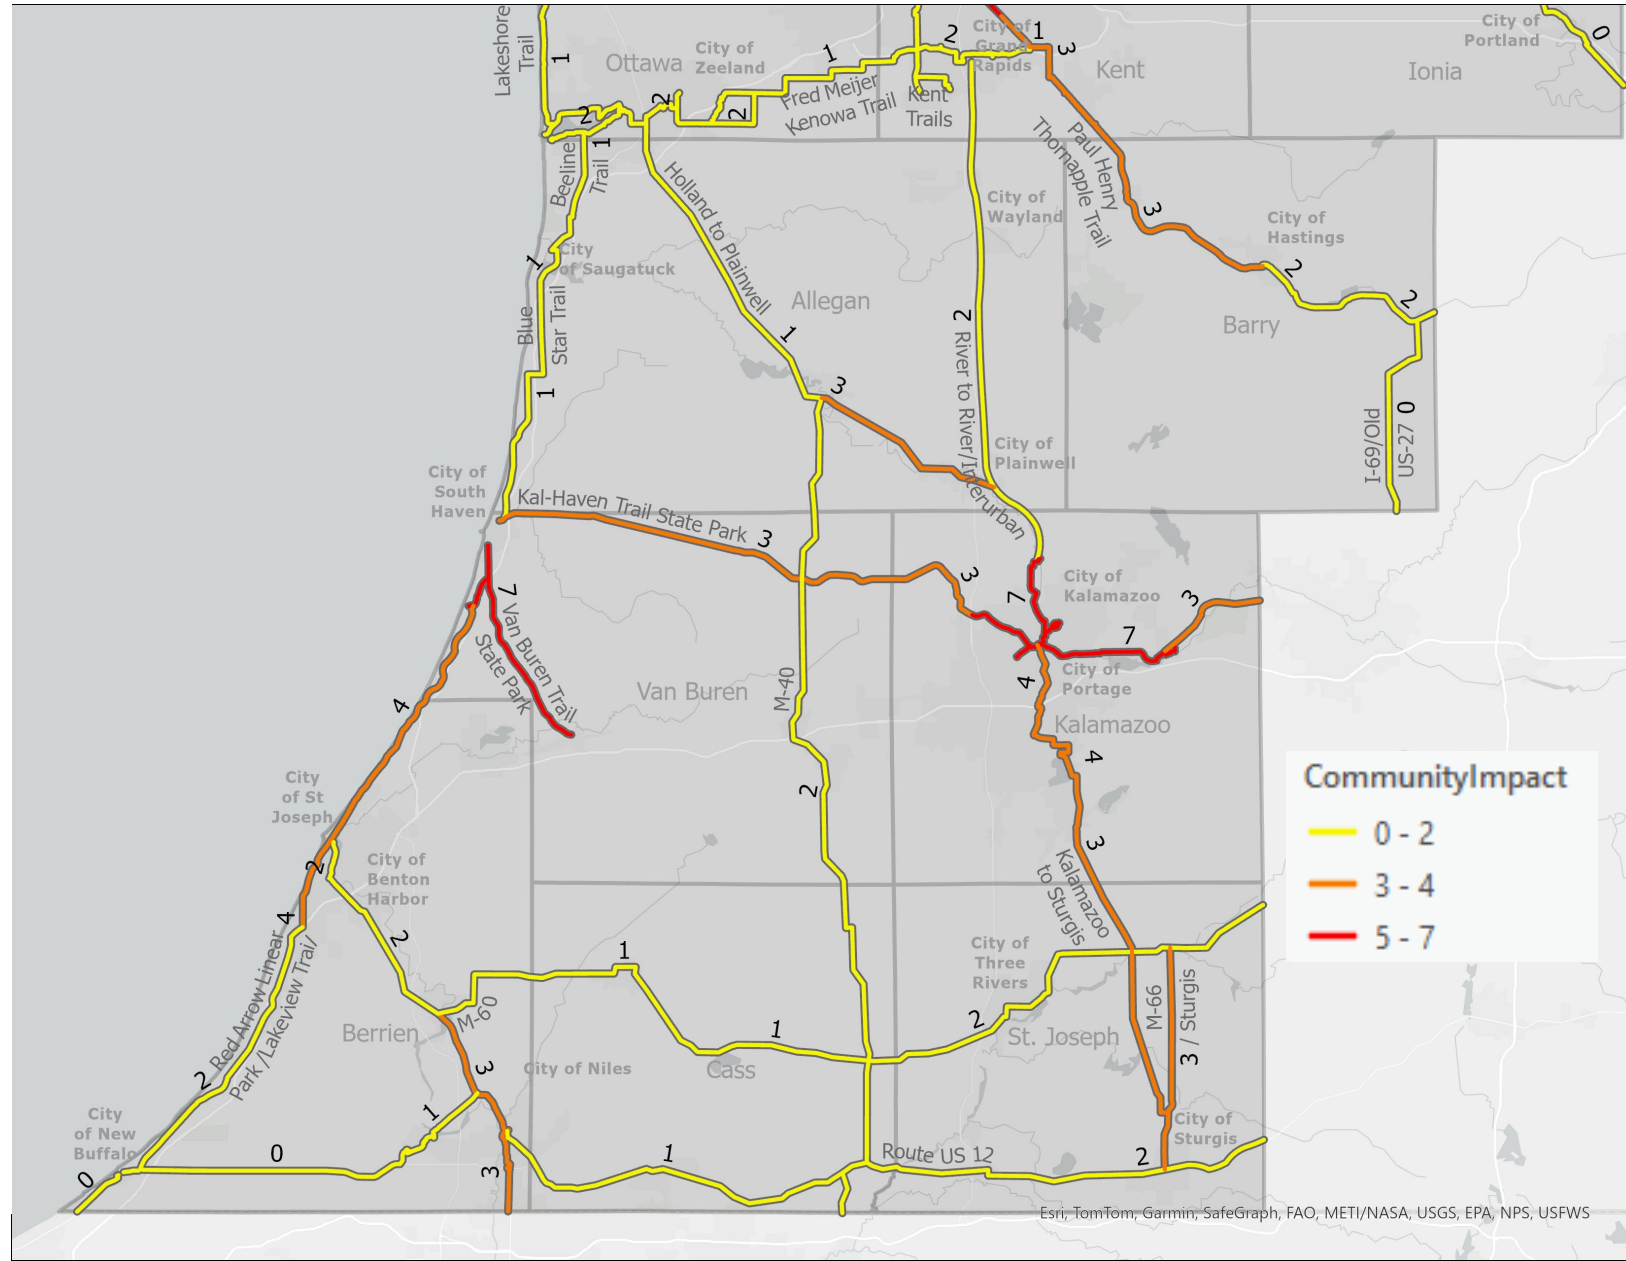 Lakeshore
Trail
1
Ottawa
City of
Zeeland
1
2
City of
Grand
Rapids
1
3
Kent
City of
Portland
0
Ionia
2
2
2
Fred Meijer
Kenowa Trail
Kent
Trails
Beeline
Trail
1
Holland to Plainwell
City of
Wayland
Paul Henry
Thornapple Trail
3
City of
Hastings
2
2
City
of Saugatuck
1
Blue
Star Trail
Allegan
1
2
Barry
1
3
River to River/Interurban
City of
Plainwell
I-69/Old
US-27
0
City of
South
Haven
Kal-Haven Trail State Park
3
3
City of
Kalamazoo
3
7
7
7
Van Buren Trail
State Park
City of
Portage
4
4
Van Buren
M-40
Kalamazoo
4
2
City
of St
Joseph
3
Kalamazoo
to Sturgis
2
City of
Benton
Harbor
4
2
Red Arrow Linear
Park /Lakeview Trai/
1
City of
Three
Rivers
M-60
Berrien
1
2
St. Joseph
M-66
3 / Sturgis
3
City of Niles
Cass
2
City
of New
Buffalo
1
City of
Sturgis
0
0
3
1
Route US 12
2
CommunityImpact
0 - 2
3 - 4
5 - 7
Esri, TomTom, Garmin, SafeGraph, FAO, METI/NASA, USGS, EPA, NPS, USFWS